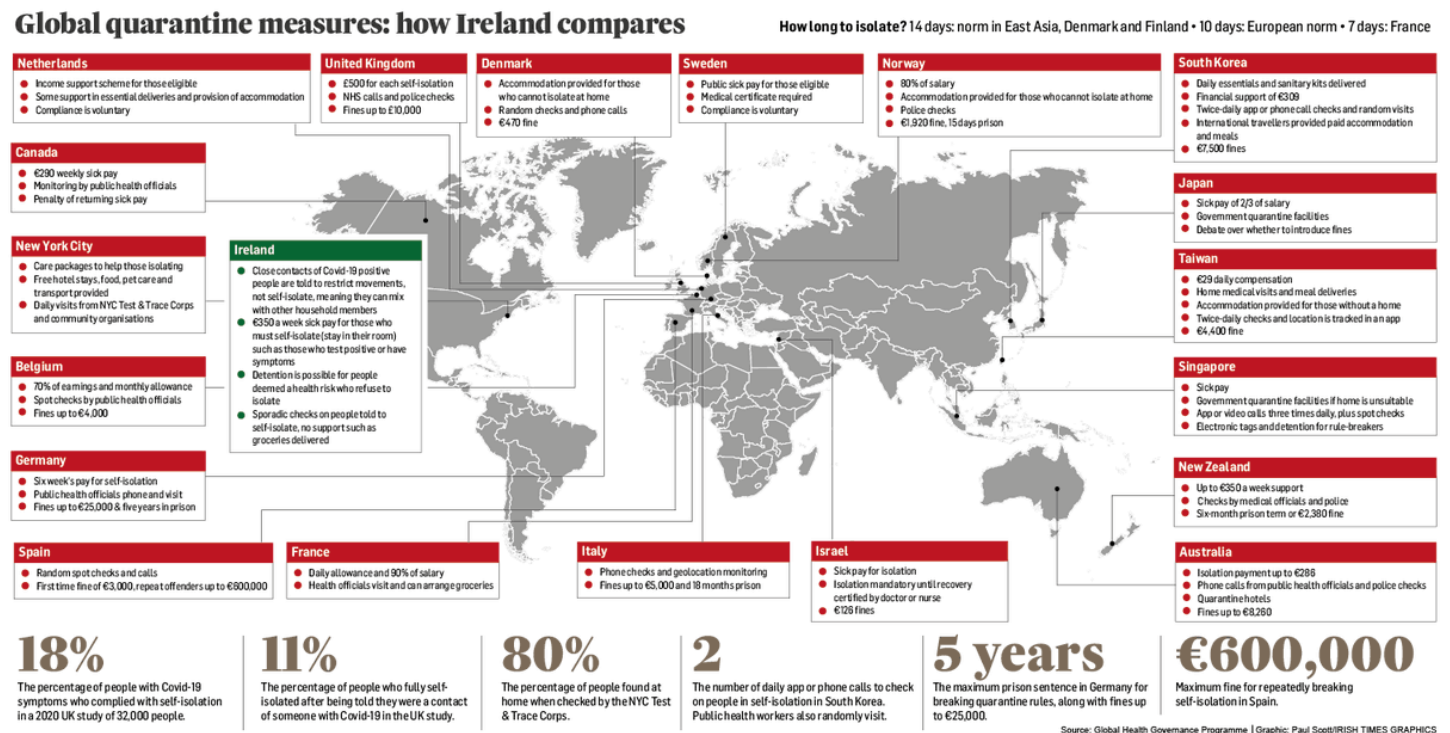 Global quarantine measures: how Ireland compares
How long to isolate? 14 days: norm in East Asia, Denmark and Finland • 10 days: European norm • 7 days: France
Netherlands
• Income support scheme for those eligible
• Some support in essential deliveries and provision of accommodation
• Compliance is voluntary
United Kingdom
• £500 for each self-isolation
• NHS calls and police checks
• Fines up to £10,000
Denmark
• Accommodation provided for those
who cannot isolate at home
• Random checks and phone calls
• €470 fine
Sweden
• Public sick pay for those eligible
• Medical certificate required
• Compliance is voluntary
Norway
• 80% of salary
• Accommodation provided for those who cannot isolate at home
• Police checks
• €1,920 fine, 15 days prison
South Korea
• Daily essentials and sanitary kits delivered
• Financial support of €309
• Twice-daily app or phone call checks and random visits
• International travellers provided paid accommodation
and meals
• €7,500 fines
Canada
• €290 weekly sick pay
• Monitoring by public health officials
• Penalty of returning sick pay
Japan
• Sick pay of 2/3 of salary
• Government quarantine facilities
• Debate over whether to introduce fines
New York City
• Care packages to help those isolating
• Free hotel stays, food, pet care and
transport provided
• Daily visits from NYC Test & Trace Corps
and community organisations
Ireland
• Close contacts of Covid-19 positive
people are told to restrict movements,
not self-isolate, meaning they can mix
with other household members
• €350 a week sick pay for those who
must self-isolate (stay in their room)
such as those who test positive or have
symptoms
• Detention is possible for people
deemed a health risk who refuse to
isolate
• Sporadic checks on people told to
self-isolate, no support such as
groceries delivered
Taiwan
• €29 daily compensation
• Home medical visits and meal deliveries
• Accommodation provided for those without a home
• Twice-daily checks and location is tracked in an app
• €4,400 fine
Belgium
• 70% of earnings and monthly allowance
• Spot checks by public health officials
• Fines up to €4,000
Singapore
• Sick pay
• Government quarantine facilities if home is unsuitable
• App or video calls three times daily, plus spot checks
• Electronic tags and detention for rule-breakers
Germany
• Six week's pay for self-isolation
• Public health officials phone and visit
• Fines up to €25,000 & five years in prison
New Zealand
• Up to €350 a week support
• Checks by medical officials and police
• Six-month prison term or €2,380 fine
Spain
• Random spot checks and calls
• First time fine of €3,000, repeat offenders up to €600,000
France
• Daily allowance and 90% of salary
• Health officials visit and can arrange groceries
Italy
• Phone checks and geolocation monitoring
• Fines up to €5,000 and 18 months prison
Israel
• Sick pay for isolation
• Isolation mandatory until recovery
certified by doctor or nurse
• €126 fines
Australia
• Isolation payment up to €286
• Phone calls from public health officials and police checks
• Quarantine hotels
• Fines up to €8,260
18%
The percentage of people with Covid-19
symptoms who complied with self-isolation
in a 2020 UK study of 32,000 people.
11%
The percentage of people who fully self-
isolated after being told they were a contact
of someone with Covid-19 in the UK study.
80%
The percentage of people found at
home when checked by the NYC Test
& Trace Corps.
2
The number of daily app or phone calls to check
on people in self-isolation in South Korea.
Public health workers also randomly visit.
5 years
The maximum prison sentence in Germany for
breaking quarantine rules, along with fines up
to €25,000.
€600,000
Maximum fine for repeatedly breaking
self-isolation in Spain.
Source: Global Health Governance Programme | Graphic: Paul Scott/IRISH TIMES GRAPHICS